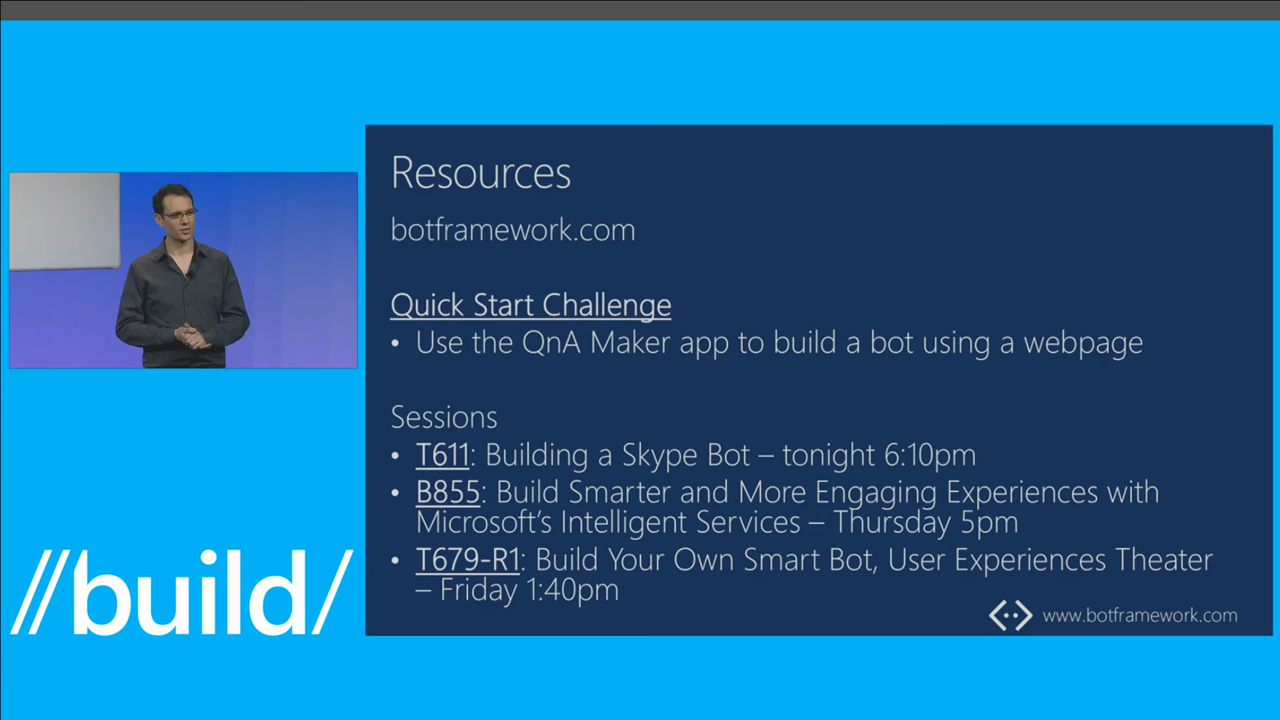 Resources
botframework.com
Quick Start Challenge
• Use the QnA Maker app to build a bot using a webpage
Sessions
• T611: Building a Skype Bot – tonight 6:10pm
• B855: Build Smarter and More Engaging Experiences with
Microsoft's Intelligent Services – Thursday 5pm
• T679-R1: Build Your Own Smart Bot, User Experiences Theater
– Friday 1:40pm
www.botframework.com
//build/